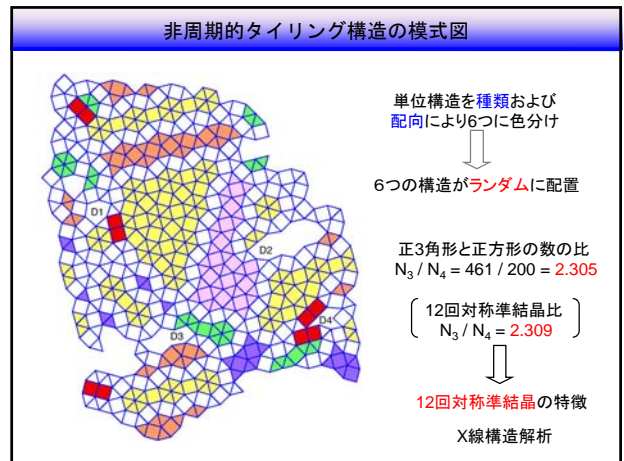 非周期的タイリング構造の模式図
単位構造を種類および
配向により6つに色分け
6つの構造がランダムに配置
正3角形と正方形の数の比
N₃ / N₄ = 461 / 200 = 2.305
12回対称準結晶比
N₃ / N₄ = 2.309
12回対称準結晶の特徴
X線構造解析
D1
D2
D3
D4